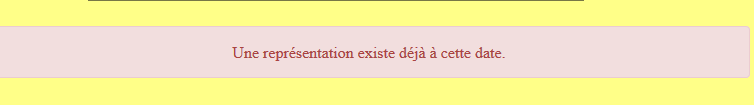 Une représentation existe déjà à cette date.